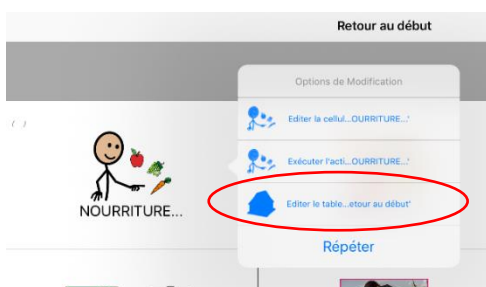 Retour au début
Options de Modification
Editer la cellul...OURRITURE...'
Exécuter l'acti...OURRITURE...'
NOURRITURE...
Editer le table...etour au début'
Répéter